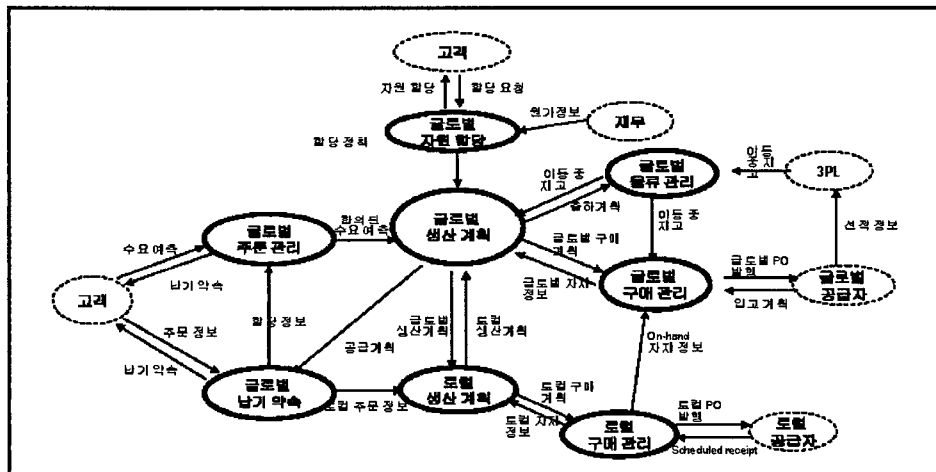 고객
자원 할당
할당 요청
원가정보
재무
글로벌
자원 할당
할당 정책
이동 중
재고
3PL
글로벌
물류 관리
이동 중
재고
출하계획
이동 중
재고
선적 정보
글로벌
생산 계획
합의된
수요 예측
글로벌
주문 관리
수요 예측
납기 약속
고객
글로벌 구매
계획
글로벌 자재
정보
글로벌
구매 관리
글로벌 PO
발행
입고 계획
글로벌
공급자
주문 정보
납기 약속
할당 정보
공급계획
글로벌
생산계획
로컬
생산계획
On-hand
자재 정보
글로벌
납기 약속
로컬 주문 정보
로컬
생산 계획
로컬 구매
계획
로컬 자재
정보
로컬
구매 관리
로컬 PO
발행
Scheduled receipt
로컬
공급자